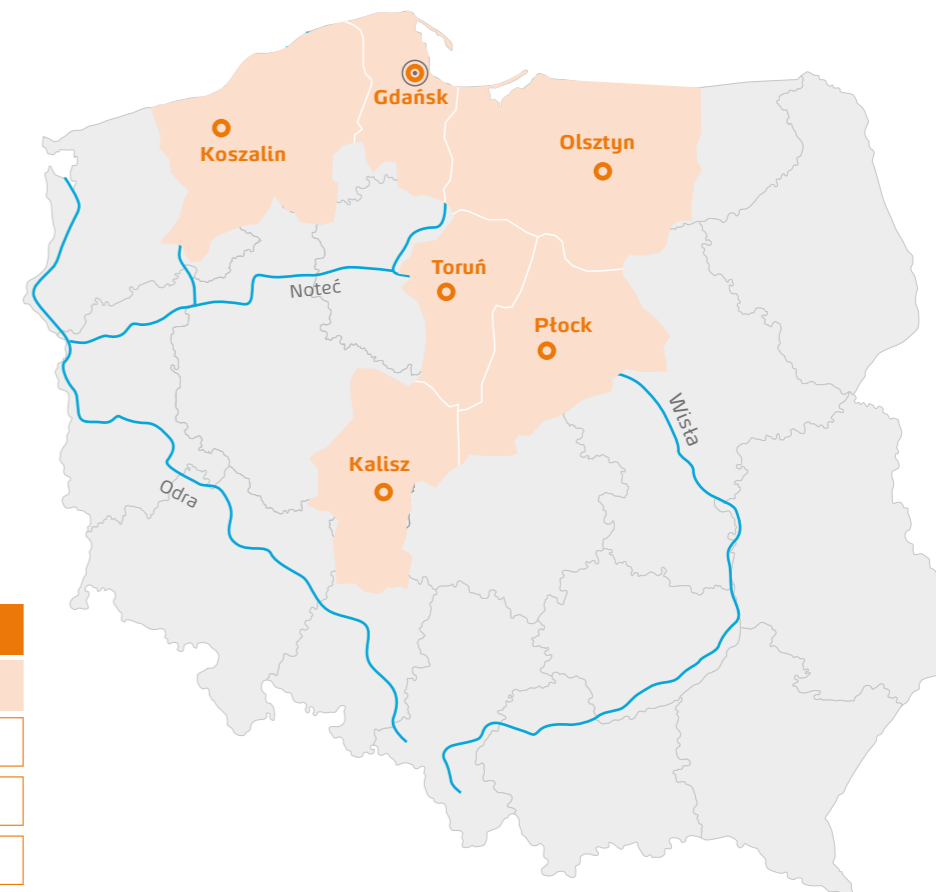 Gdańsk
Koszalin
Olsztyn
Toruń
Noteć
Płock
Wisła
Kalisz
Odra